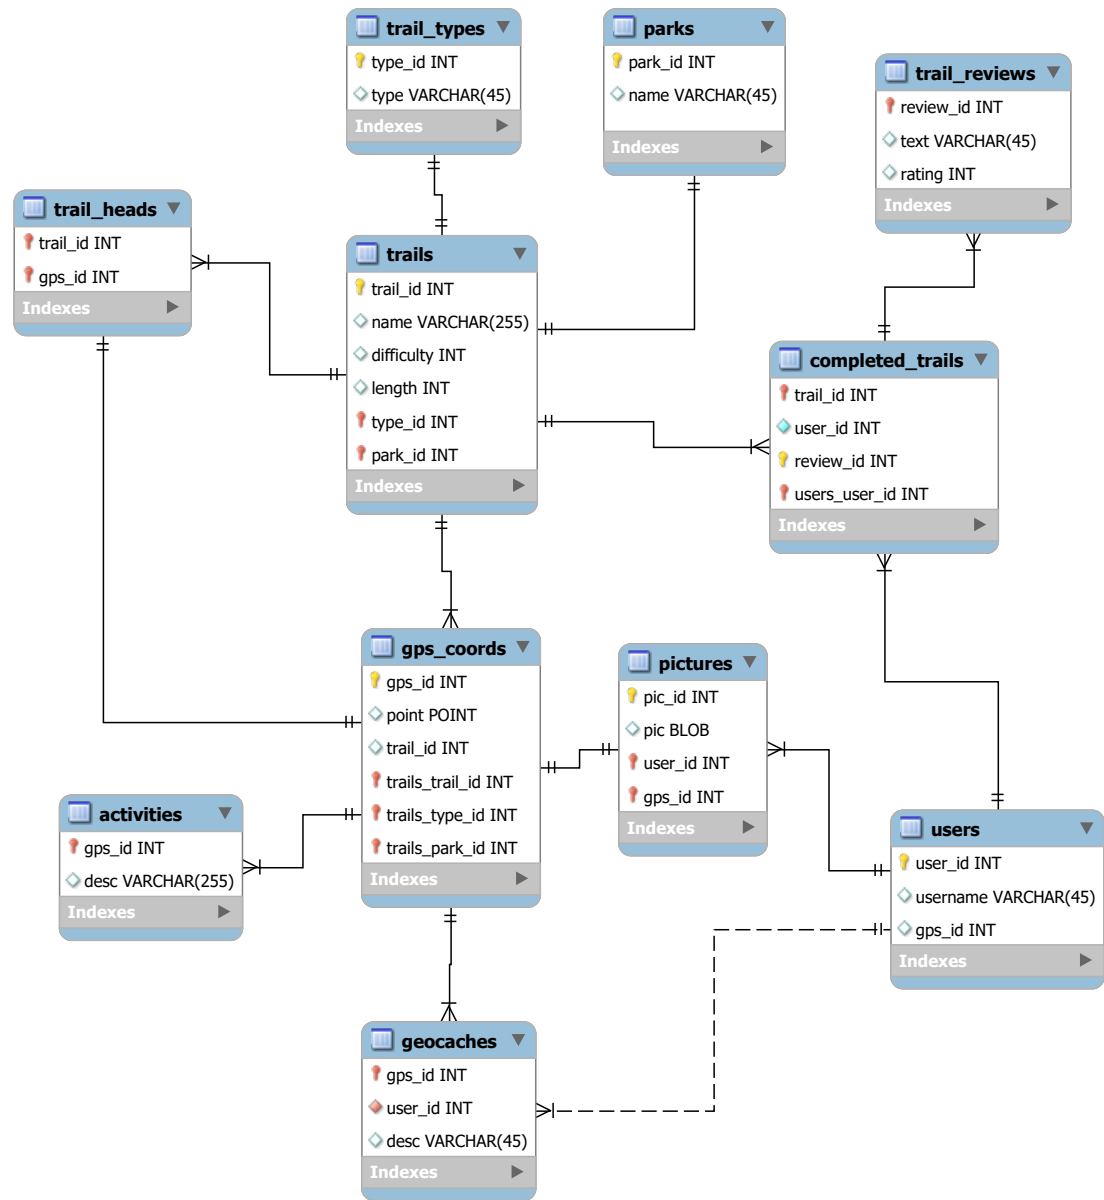 trail_types
type_id INT
type VARCHAR(45)
Indexes
parks
park_id INT
name VARCHAR(45)
Indexes
trail_reviews
review_id INT
text VARCHAR(45)
rating INT
Indexes
trail_heads
trail_id INT
gps_id INT
Indexes
trails
trail_id INT
name VARCHAR(255)
difficulty INT
length INT
type_id INT
park_id INT
Indexes
completed_trails
trail_id INT
user_id INT
review_id INT
users_user_id INT
Indexes
gps_coords
gps_id INT
point POINT
trail_id INT
trails_trail_id INT
trails_type_id INT
trails_park_id INT
Indexes
pictures
pic_id INT
pic BLOB
user_id INT
gps_id INT
Indexes
activities
gps_id INT
desc VARCHAR(255)
Indexes
users
user_id INT
username VARCHAR(45)
gps_id INT
Indexes
geocaches
gps_id INT
user_id INT
desc VARCHAR(45)
Indexes